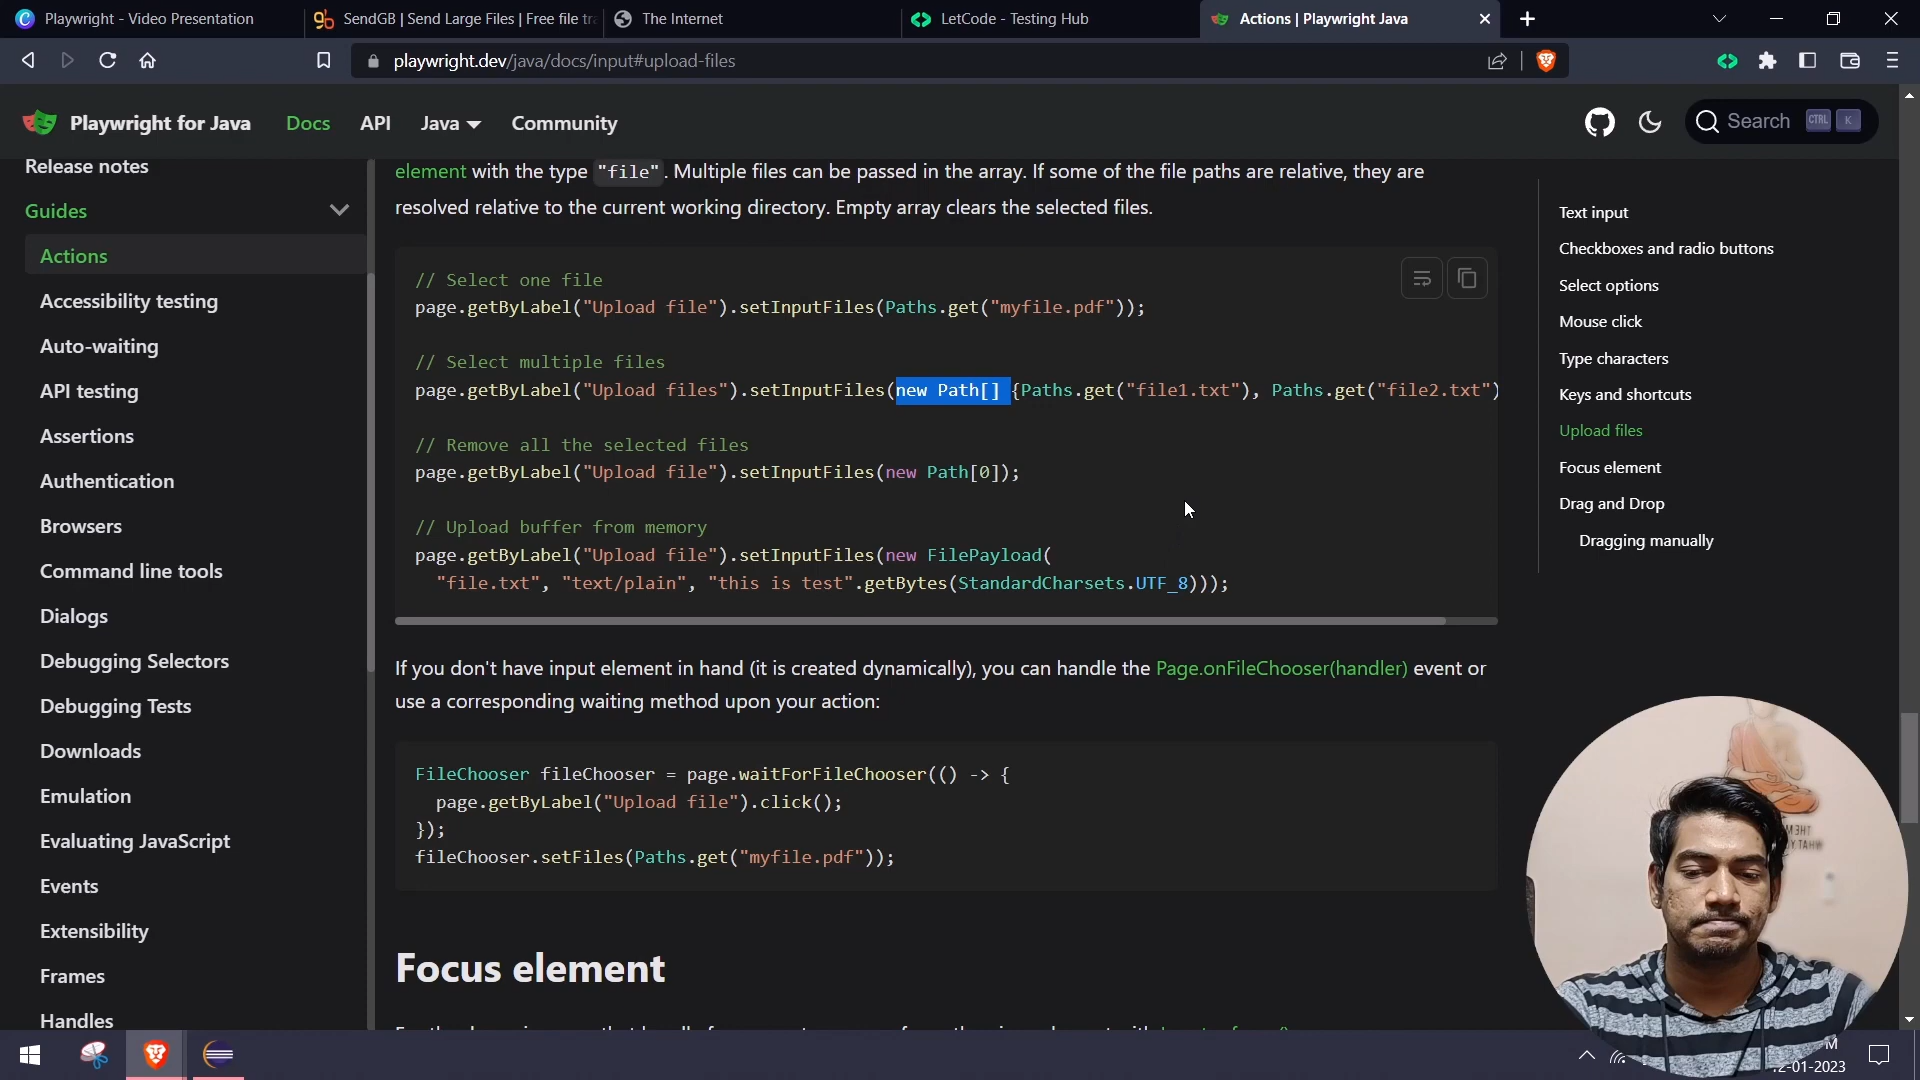 Playwright - Video Presentation
SendGB | Send Large Files | Free file tra
The Internet
LetCode - Testing Hub
Actions | Playwright Java
playwright.dev/java/docs/input#upload-files
Playwright for Java
Docs
API
Java
Community
Search
CTRL
K
Release notes
Guides
Actions
Accessibility testing
Auto-waiting
API testing
Assertions
Authentication
Browsers
Command line tools
Dialogs
Debugging Selectors
Debugging Tests
Downloads
Emulation
Evaluating JavaScript
Events
Extensibility
Frames
Handles
element with the type "file". Multiple files can be passed in the array. If some of the file paths are relative, they are
resolved relative to the current working directory. Empty array clears the selected files.
// Select one file
page.getByLabel("Upload file").setInputFiles(Paths.get("myfile.pdf"));
// Select multiple files
page.getByLabel("Upload files").setInputFiles(new Path[] {Paths.get("file1.txt"), Paths.get("file2.txt")
// Remove all the selected files
page.getByLabel("Upload file").setInputFiles(new Path[0]);
// Upload buffer from memory
page.getByLabel("Upload file").setInputFiles(new FilePayload(
"file.txt", "text/plain", "this is test".getBytes(StandardCharsets.UTF_8)));
If you don't have input element in hand (it is created dynamically), you can handle the Page.onFileChooser(handler) event or
use a corresponding waiting method upon your action:
FileChooser fileChooser = page.waitForFileChooser(() -> {
page.getByLabel("Upload file").click();
});
fileChooser.setFiles(Paths.get("myfile.pdf"));
Focus element
Text input
Checkboxes and radio buttons
Select options
Mouse click
Type characters
Keys and shortcuts
Upload files
Focus element
Drag and Drop
Dragging manually
M
2-01-2023